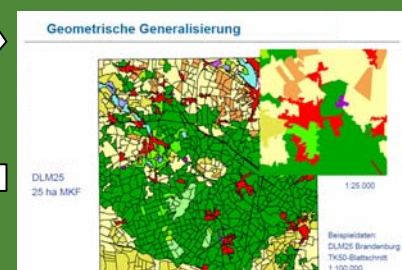 Geometrische Generalisierung
DLM25
25 ha MKF
1:25.000
Beispieldaten:
DLM25 Brandenburg
TK50-Blattschnitt
1:100.000